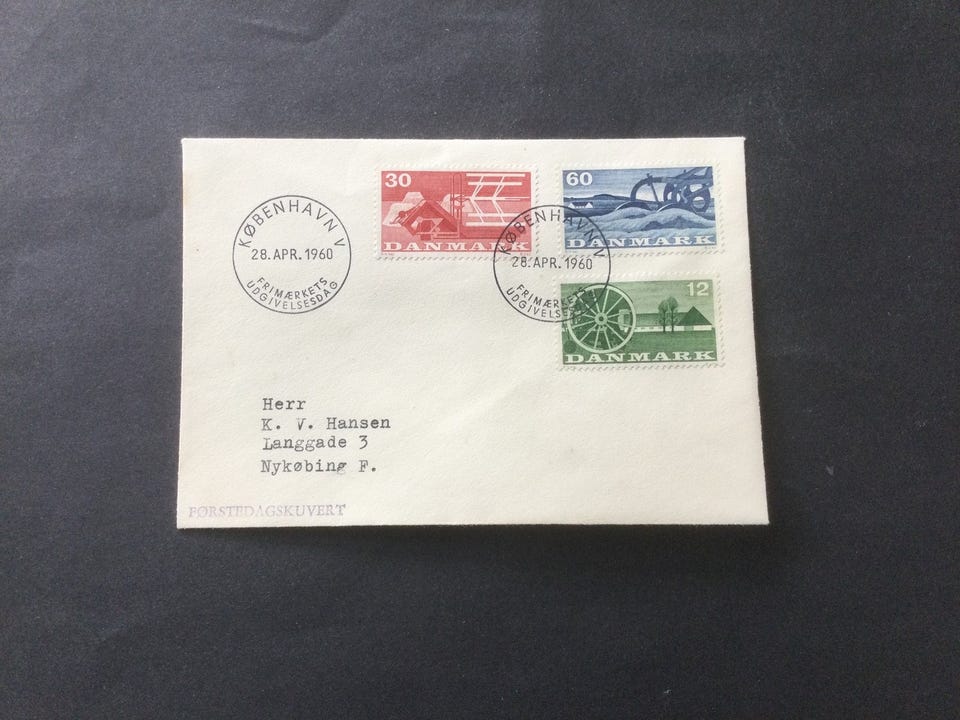 30
DANMARK
60
DANMARK
12
DANMARK
KØBENHAVN V
28. APR. 1960
FRIMÆRKETS
UDGIVELSESDAG
KØBENHAVN V
28. APR. 1960
FRIMÆRKETS
UDGIVELSESDAG
Herr
K. V. Hansen
Langgade 3
Nykøbing F.
FØRSTEDAGSKUVERT